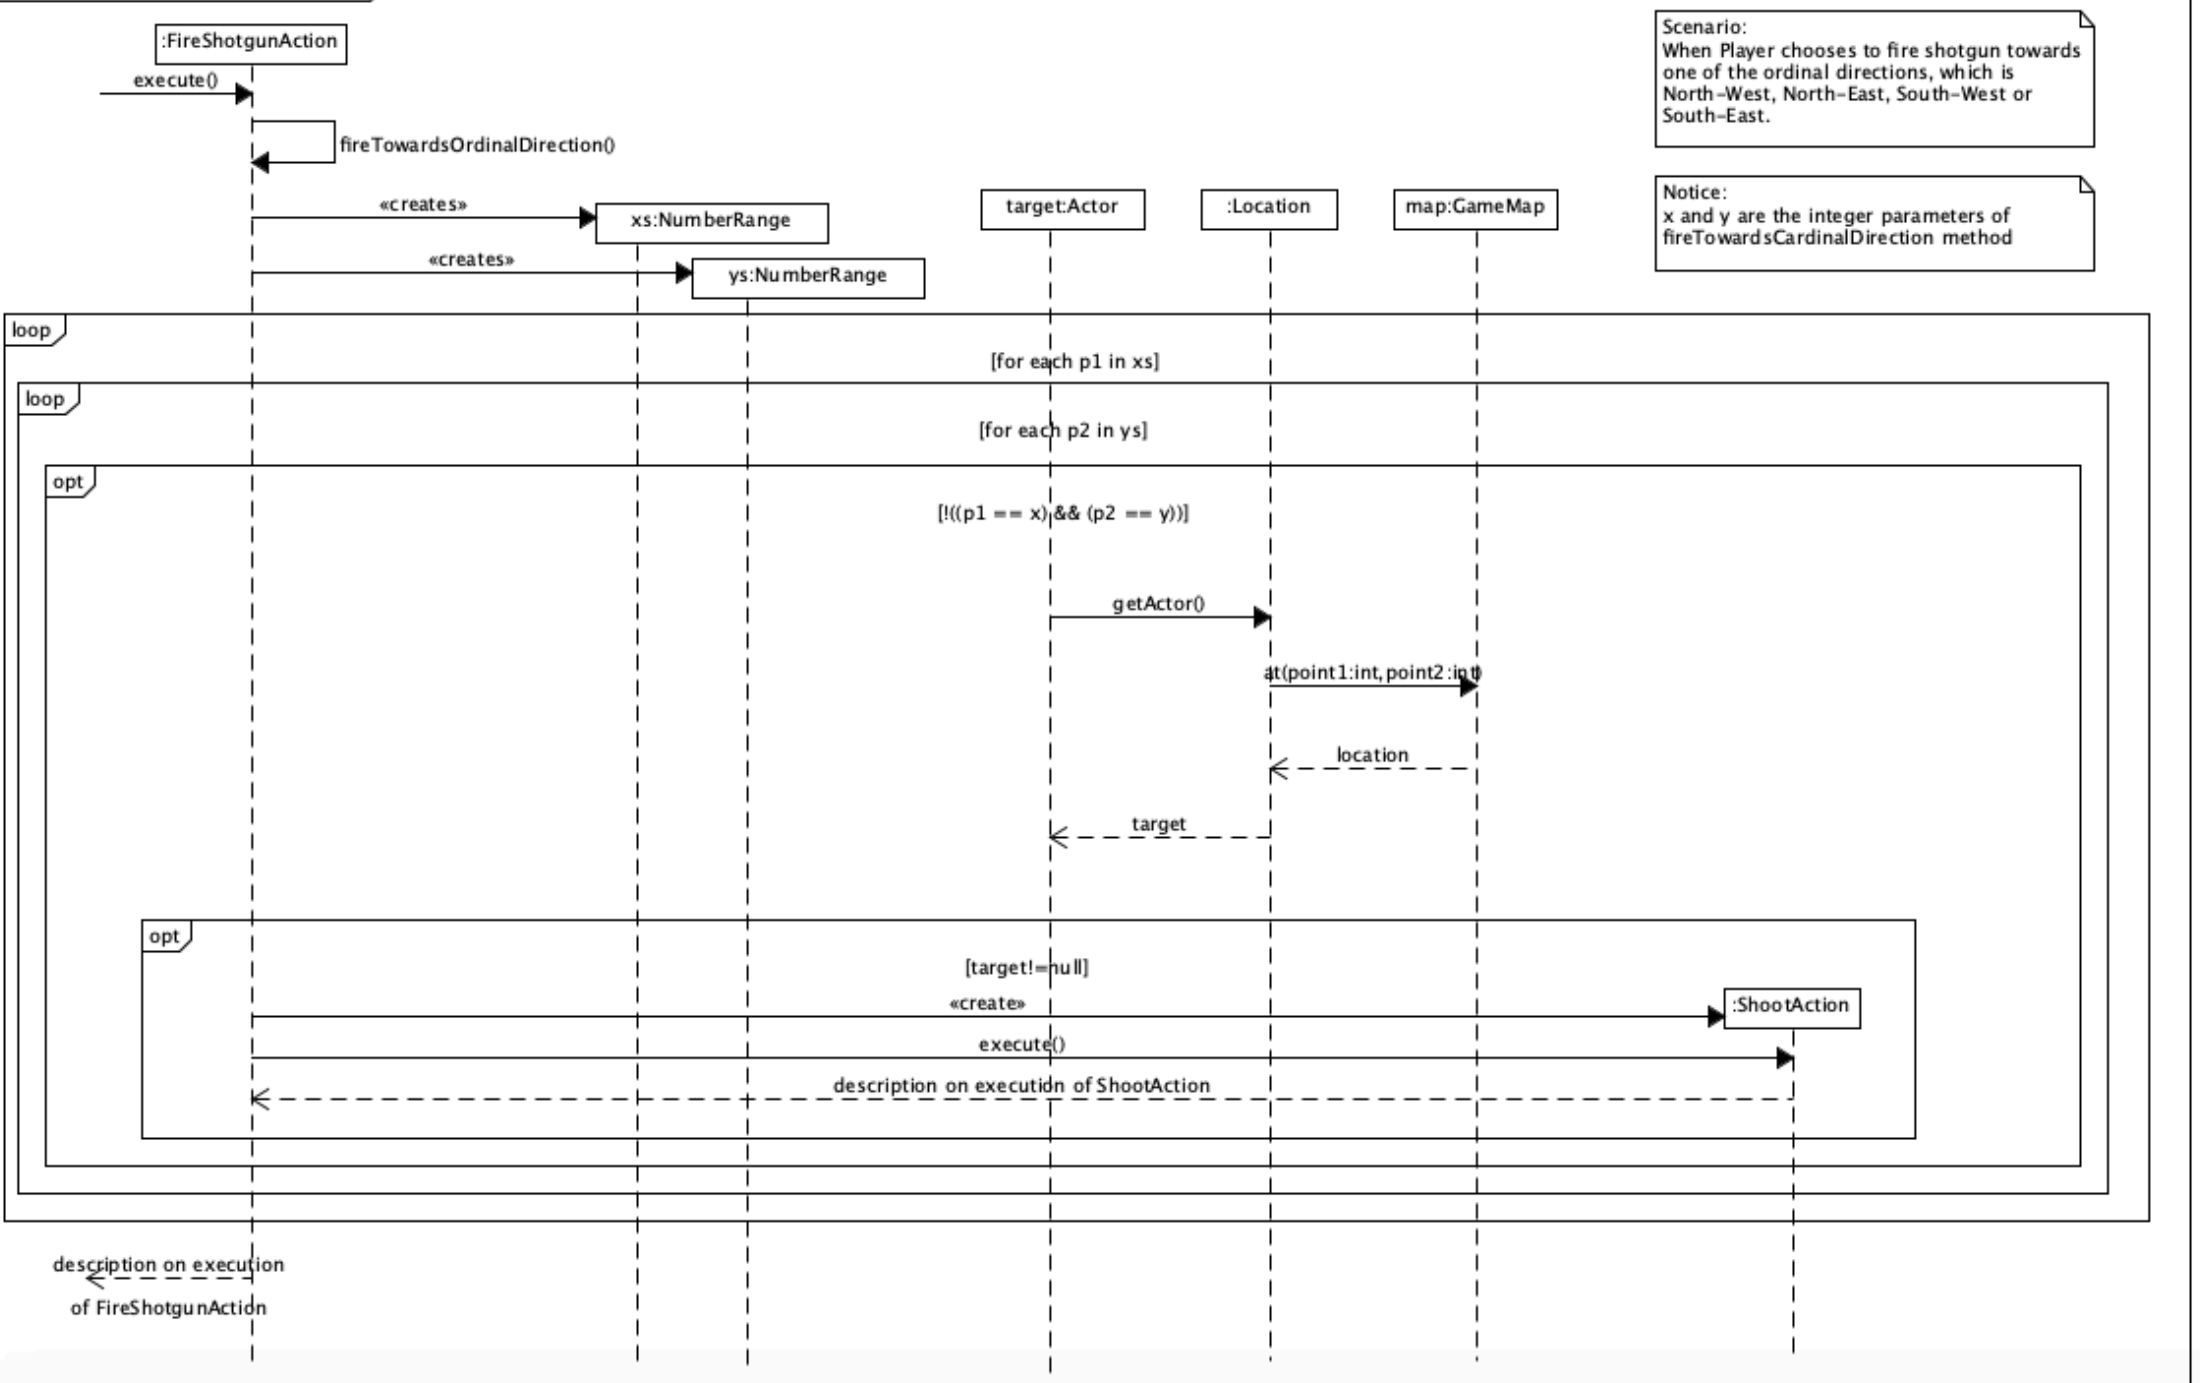 :FireShotgunAction
execute()
fireTowardsOrdinalDirection()
Scenario:
When Player chooses to fire shotgun towards
one of the ordinal directions, which is
North-West, North-East, South-West or
South-East.
Notice:
x and y are the integer parameters of
fireTowardsCardinalDirection method
«creates»
xs:NumberRange
target:Actor
:Location
map:GameMap
«creates»
ys:NumberRange
loop
[for each p1 in xs]
loop
[for each p2 in ys]
opt
[!((p1 == x) && (p2 == y))]
getActor()
at(point1:int,point2:int)
location
target
opt
[target!=null]
«create»
:ShootAction
execute()
description on execution of ShootAction
description on execution
of FireShotgunAction